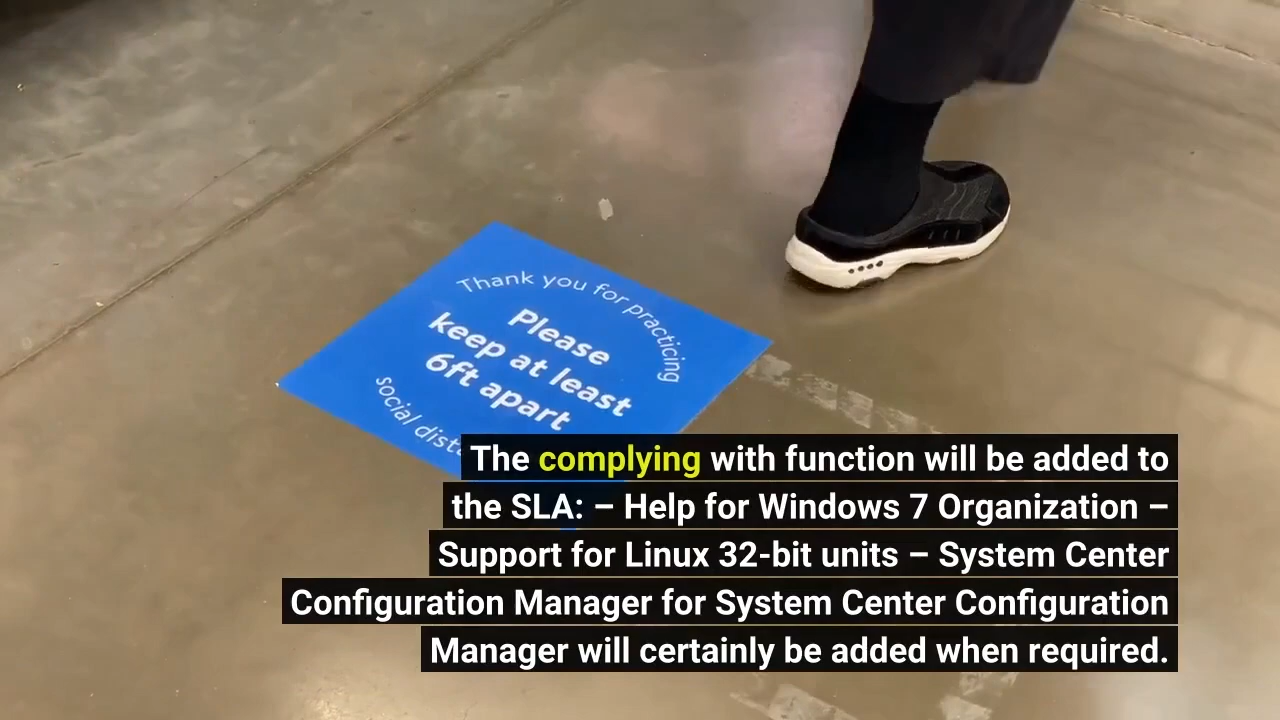 Thank you for practicing
Please
keep at least
6ft apart
social
The complying with function will be added to
the SLA: – Help for Windows 7 Organization –
Support for Linux 32-bit units – System Center
Configuration Manager for System Center Configuration
Manager will certainly be added when required.